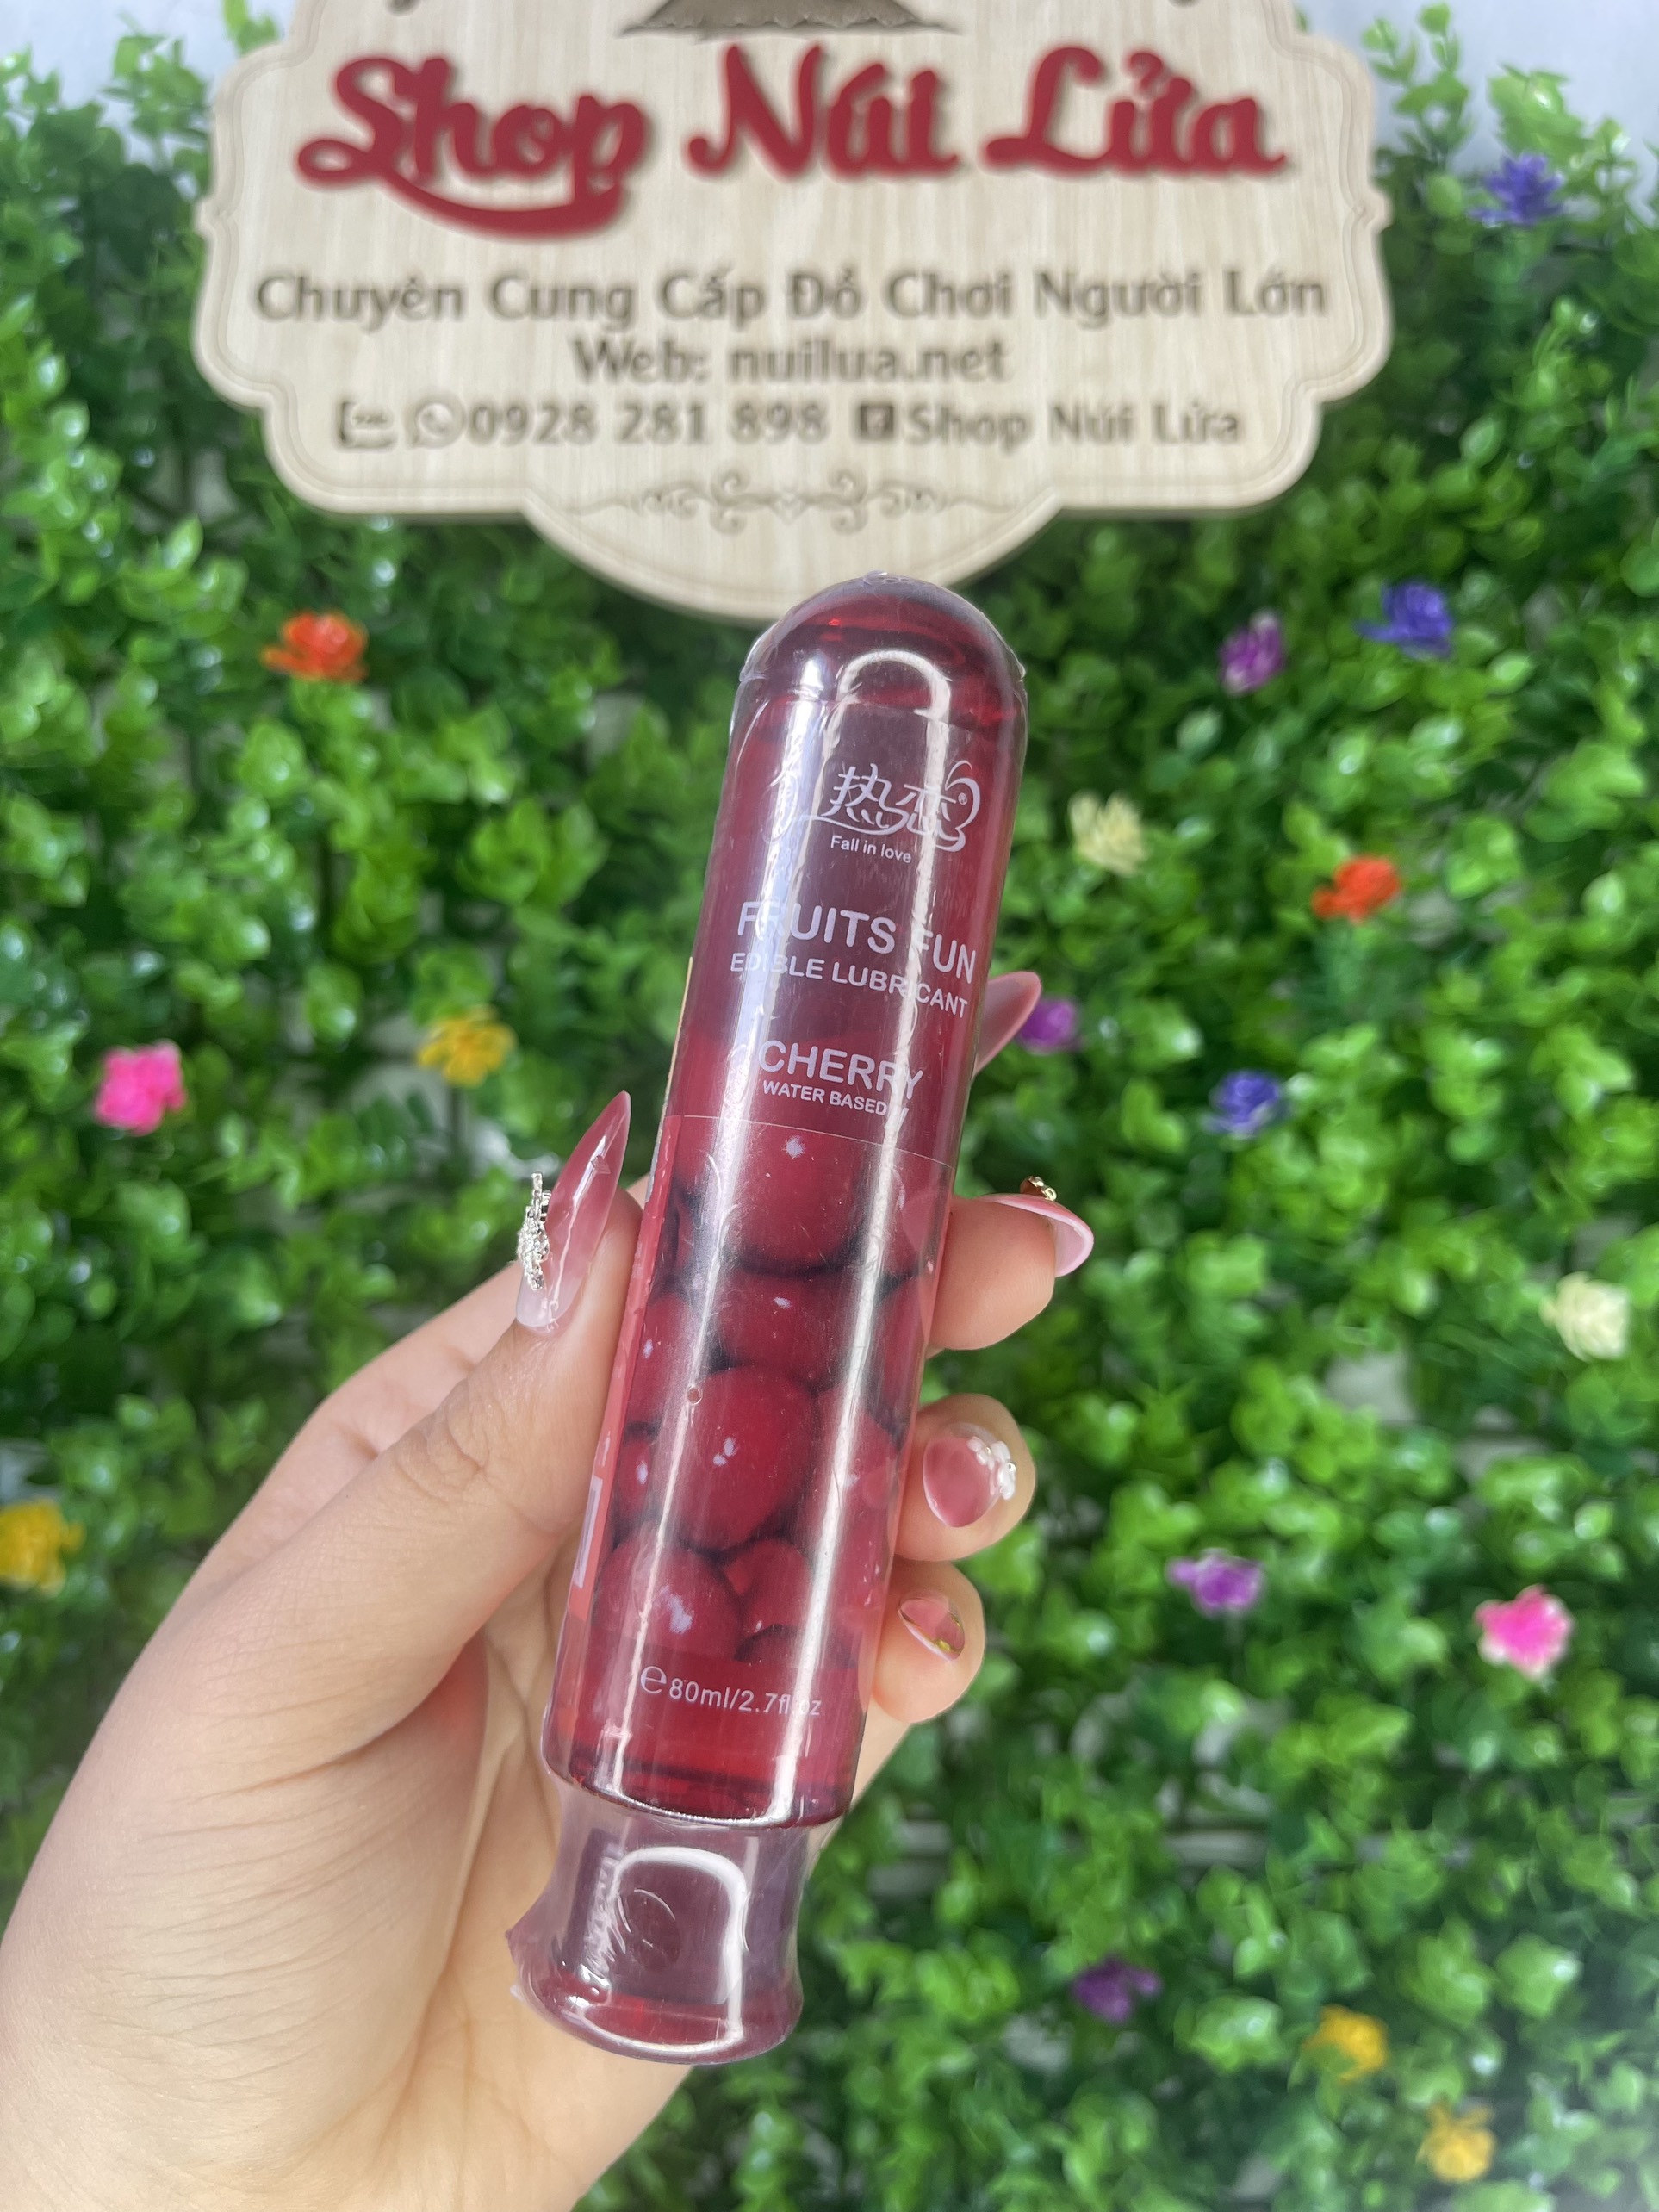 Shop Núi Lửa
Chuyên Cung Cấp Đồ Chơi Người Lớn
Web: nuilua.net
0928 281 898 Shop Núi Lửa
热恋®
Fall in love
FRUITS FUN
EDIBLE LUBRICANT
CHERRY
WATER BASED
℮80ml/2.7fl.oz